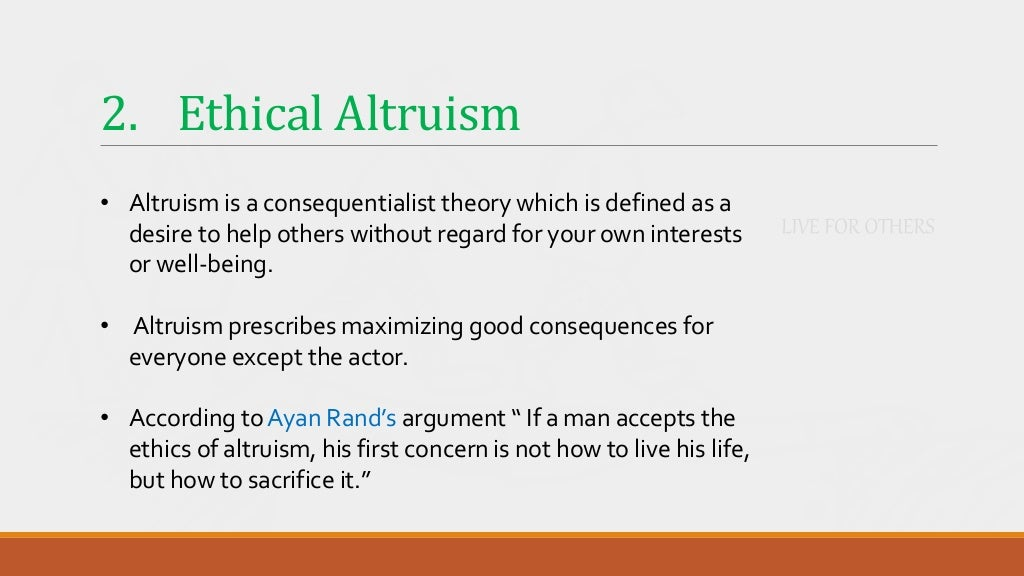 2. Ethical Altruism
• Altruism is a consequentialist theory which is defined as a
desire to help others without regard for your own interests
or well-being.
LIVE FOR OTHERS
• Altruism prescribes maximizing good consequences for
everyone except the actor.
• According to Ayan Rand’s argument “ If a man accepts the
ethics of altruism, his first concern is not how to live his life,
but how to sacrifice it.”